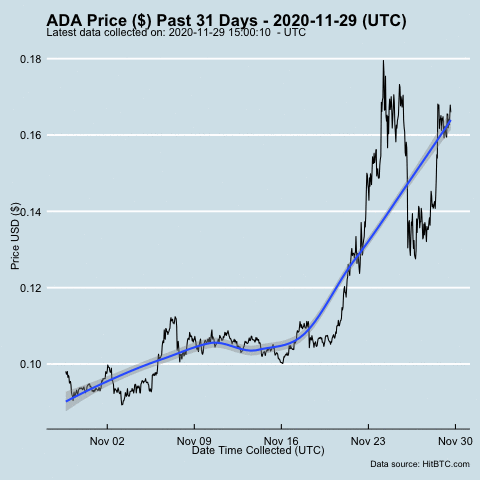 ADA Price ($) Past 31 Days - 2020-11-29 (UTC)
Latest data collected on: 2020-11-29 15:00:10 - UTC
0.18
0.16
0.14
0.12
0.10
Price USD ($)
Nov 02 Nov 09 Nov 16 Nov 23 Nov 30
Date Time Collected (UTC)
Data source: HitBTC.com